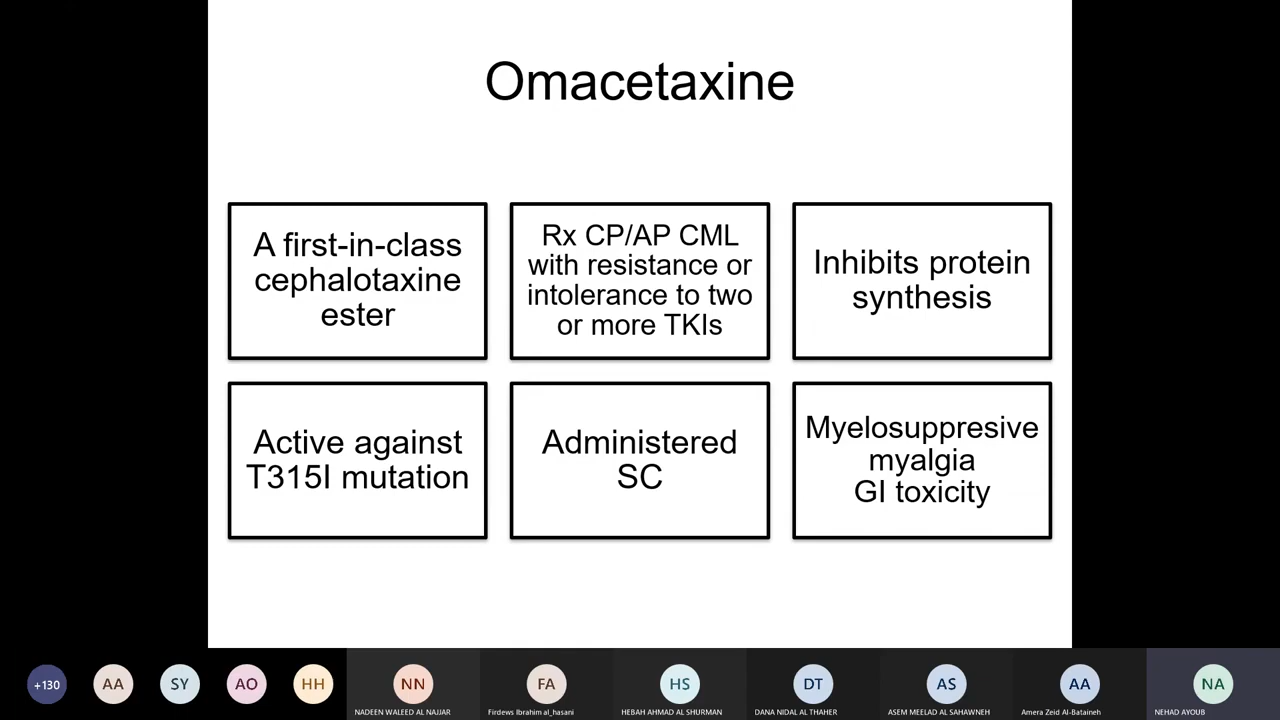 Omacetaxine
A first-in-class
cephalotaxine
ester
Rx CP/AP CML
with resistance or
intolerance to two
or more TKIs
Inhibits protein
synthesis
Active against
T315I mutation
Administered
SC
Myelosuppresive
myalgia
GI toxicity
+130
AA
SY
AO
HH
NN
NADEEN WALEED AL NAJJAR
FA
Firdews Ibrahim al_hasani
HS
HEBAH AHMAD AL SHURMAN
DT
DANA NIDAL AL THAHER
AS
ASEM MEELAD AL SAHAWNEH
AA
Amera Zeid Al-Bataineh
NA
NEHAD AYOUB